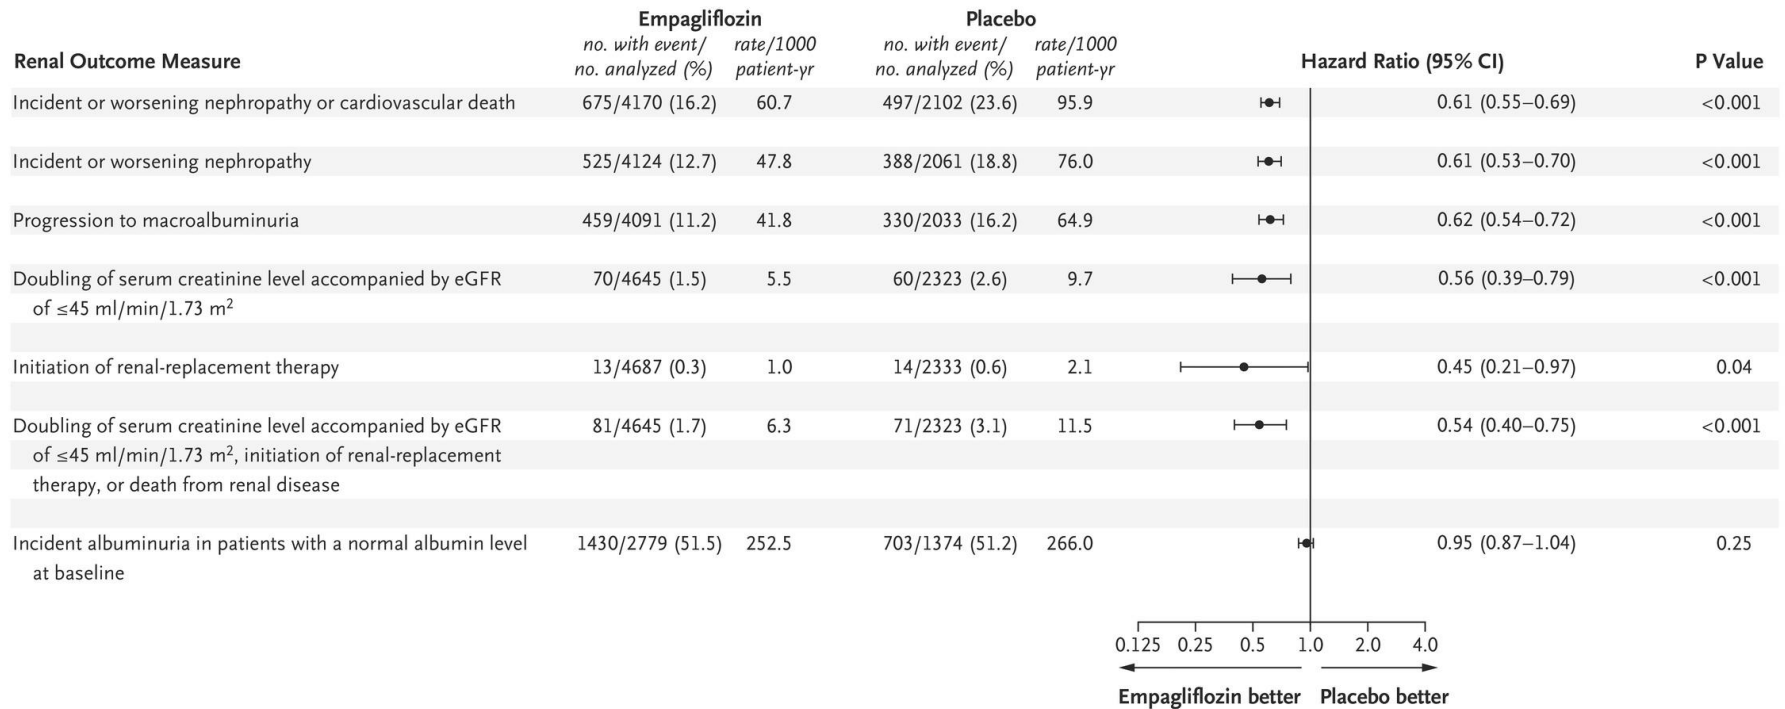 Empagliflozin Placebo
Renal Outcome Measure no. with event/ no. analyzed (%) rate/1000 patient-yr no. with event/ no. analyzed (%) rate/1000 patient-yr Hazard Ratio (95% CI) P Value
Incident or worsening nephropathy or cardiovascular death 675/4170 (16.2) 60.7 497/2102 (23.6) 95.9 0.61 (0.55–0.69) <0.001
Incident or worsening nephropathy 525/4124 (12.7) 47.8 388/2061 (18.8) 76.0 0.61 (0.53–0.70) <0.001
Progression to macroalbuminuria 459/4091 (11.2) 41.8 330/2033 (16.2) 64.9 0.62 (0.54–0.72) <0.001
Doubling of serum creatinine level accompanied by eGFR 70/4645 (1.5) 5.5 60/2323 (2.6) 9.7 0.56 (0.39–0.79) <0.001
of ≤45 ml/min/1.73 m²
Initiation of renal-replacement therapy 13/4687 (0.3) 1.0 14/2333 (0.6) 2.1 0.45 (0.21–0.97) 0.04
Doubling of serum creatinine level accompanied by eGFR 81/4645 (1.7) 6.3 71/2323 (3.1) 11.5 0.54 (0.40–0.75) <0.001
of ≤45 ml/min/1.73 m², initiation of renal-replacement
therapy, or death from renal disease
Incident albuminuria in patients with a normal albumin level 1430/2779 (51.5) 252.5 703/1374 (51.2) 266.0 0.95 (0.87–1.04) 0.25
at baseline
0.125 0.25 0.5 1.0 2.0 4.0
Empagliflozin better Placebo better